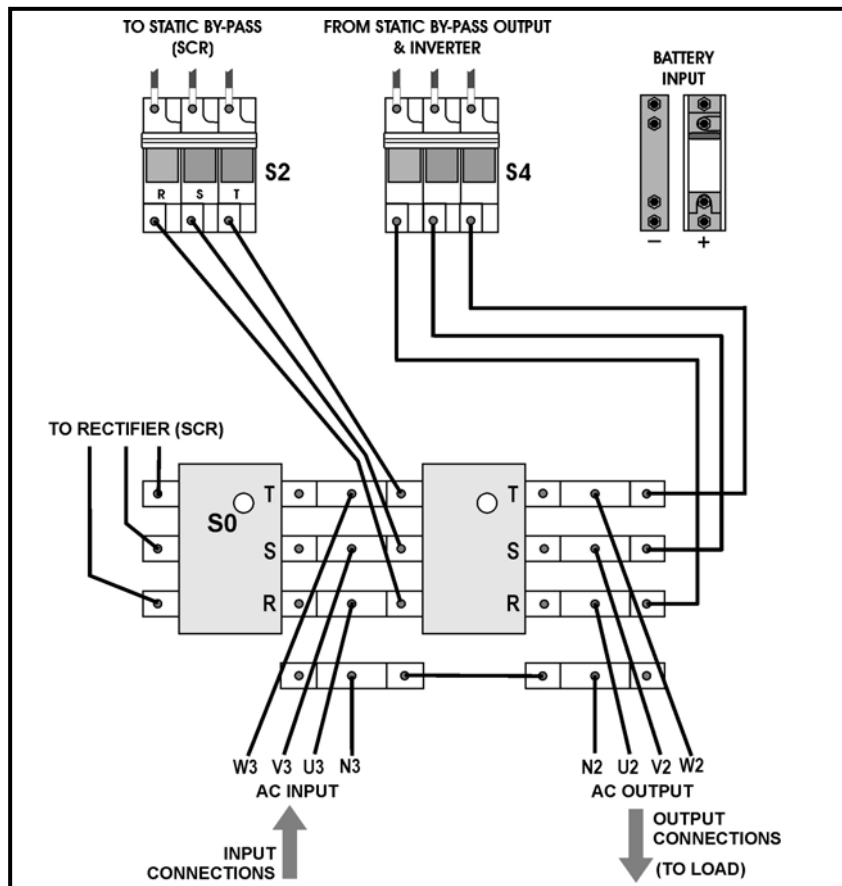 TO STATIC BY-PASS
(SCR)
FROM STATIC BY-PASS OUTPUT
& INVERTER
BATTERY
INPUT
S2
R S T
S4
− +
TO RECTIFIER (SCR)
S0
T
S
R
T
S
R
W3 V3 U3 N3
AC INPUT
N2 U2 V2 W2
AC OUTPUT
INPUT
CONNECTIONS
OUTPUT
CONNECTIONS
(TO LOAD)